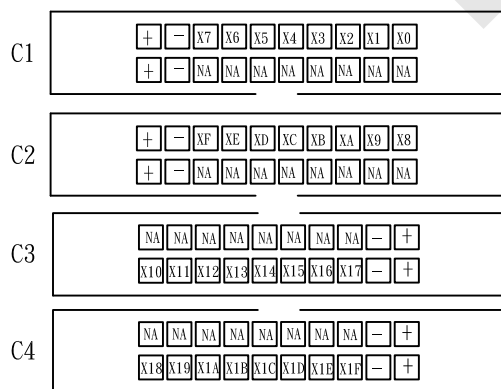 C1
+ − X7 X6 X5 X4 X3 X2 X1 X0
+ − NA NA NA NA NA NA NA NA
C2
+ − XF XE XD XC XB XA X9 X8
+ − NA NA NA NA NA NA NA NA
C3
NA NA NA NA NA NA NA NA − +
X10 X11 X12 X13 X14 X15 X16 X17 − +
C4
NA NA NA NA NA NA NA NA − +
X18 X19 X1A X1B X1C X1D X1E X1F − +